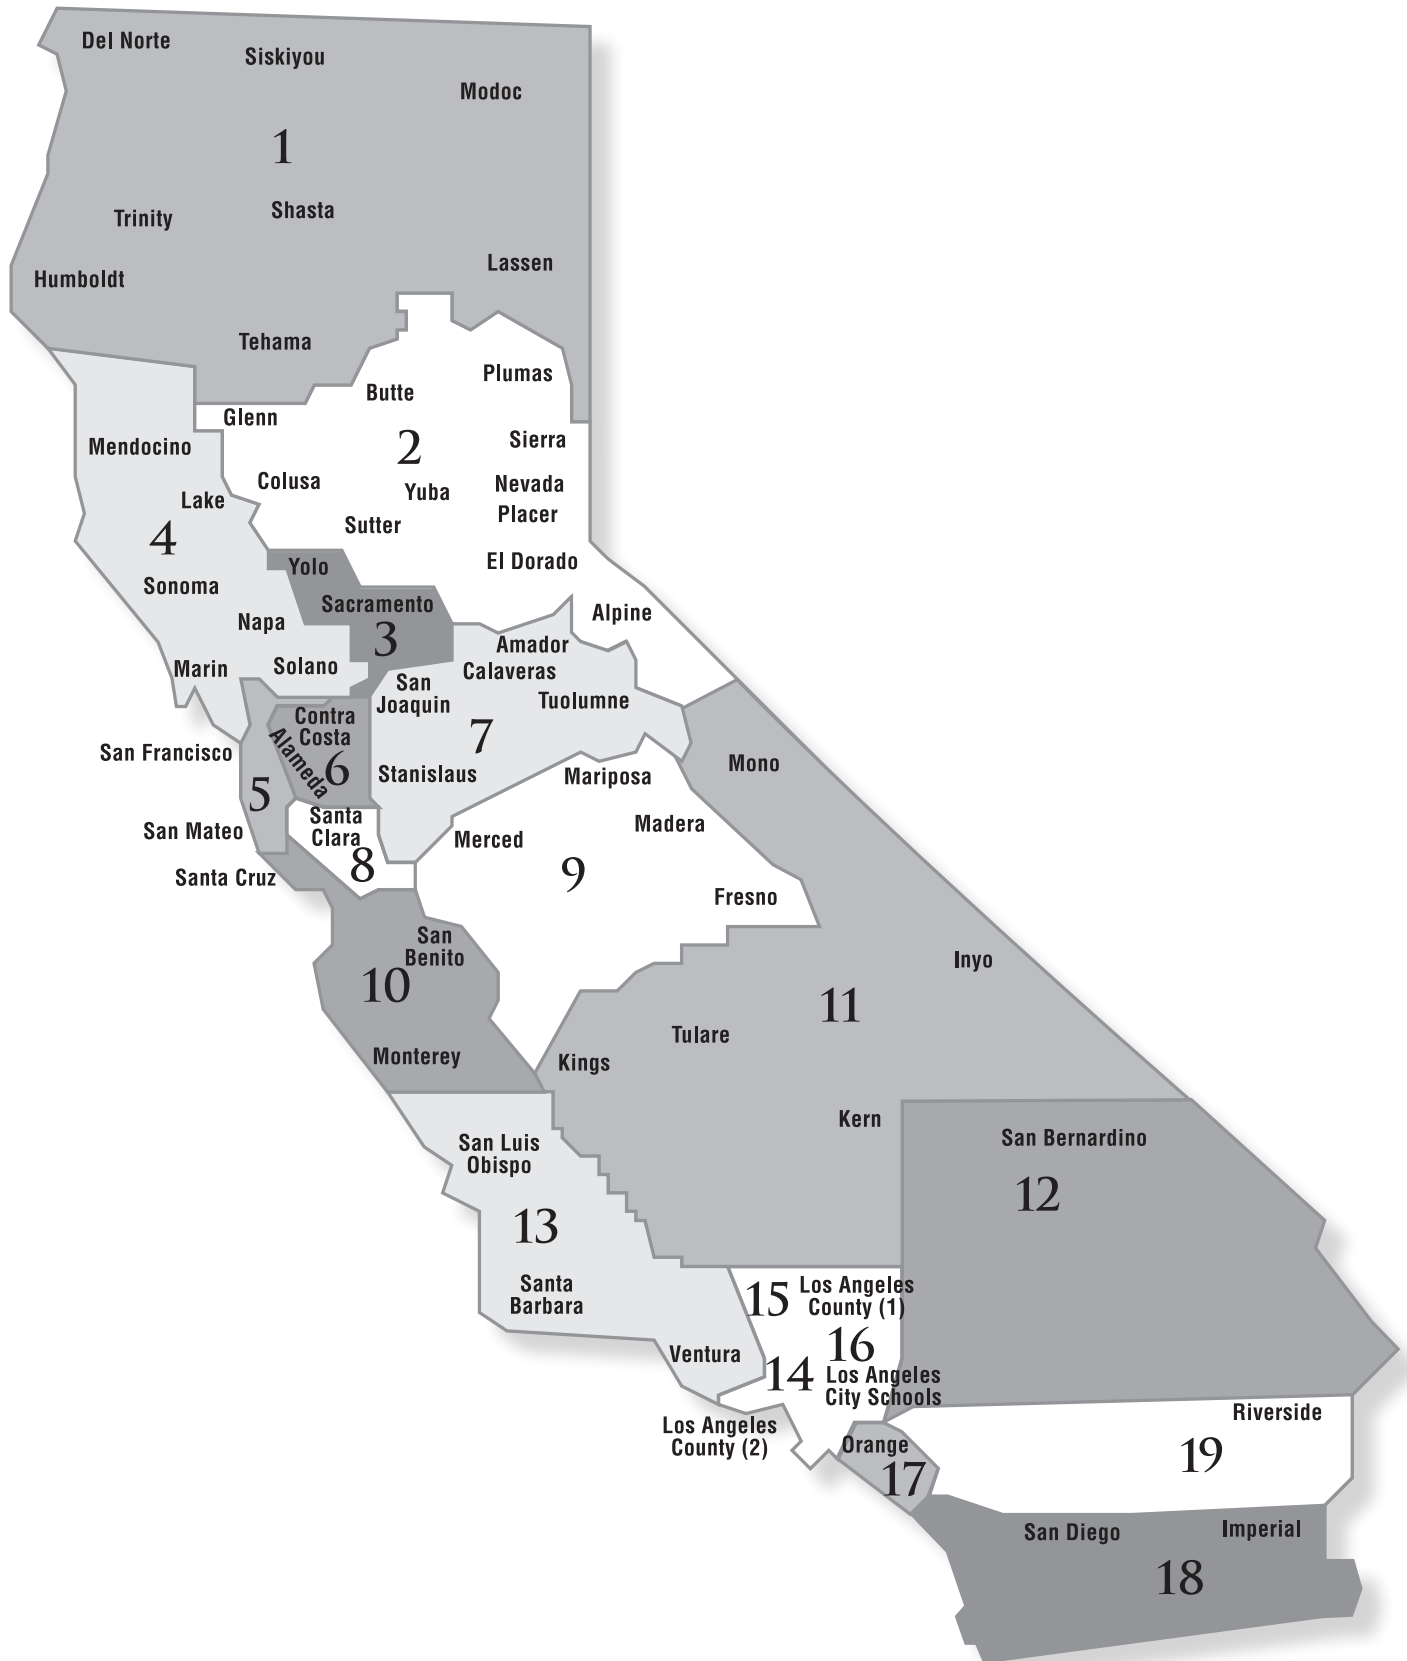 Del Norte
Siskiyou
Modoc
1
Trinity
Shasta
Lassen
Humboldt
Tehama
Plumas
Butte
Glenn
2
Sierra
Mendocino
Colusa
Yuba
Nevada
Lake
Placer
Sutter
4
El Dorado
Yolo
Sonoma
Sacramento
Alpine
Napa
3
Amador
Marin
Solano
Calaveras
San
Joaquin
Tuolumne
Contra
Costa
7
San Francisco
Alameda
6
Mono
Stanislaus
Mariposa
5
Santa
Clara
San Mateo
Madera
Merced
8
9
Santa Cruz
Fresno
San
Benito
Inyo
10
11
Tulare
Monterey
Kings
Kern
San Bernardino
San Luis
Obispo
12
13
Santa
Barbara
15
Los Angeles
County (1)
16
Ventura
14
Los Angeles
City Schools
Los Angeles
County (2)
Riverside
Orange
17
19
San Diego
Imperial
18